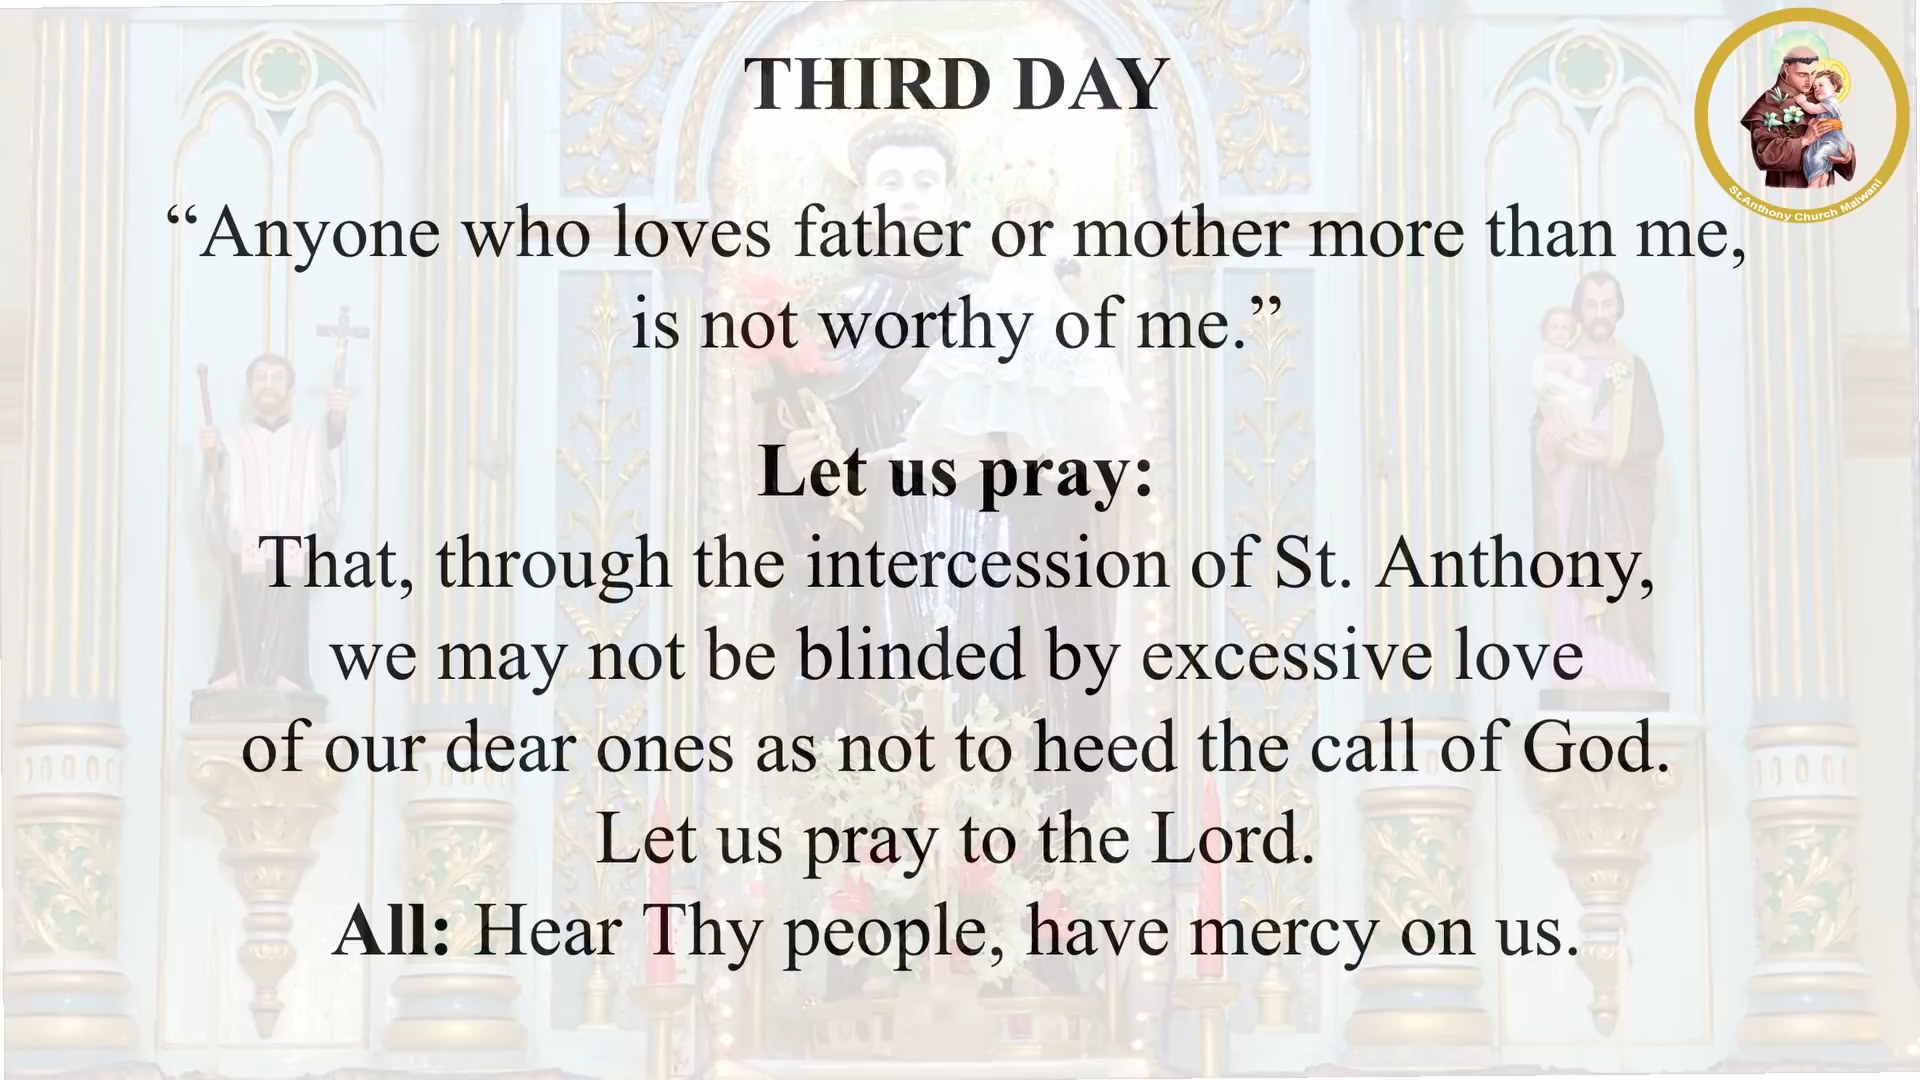 THIRD DAY
St.Anthony Church Malwani
“Anyone who loves father or mother more than me,
is not worthy of me.”
Let us pray:
That, through the intercession of St. Anthony,
we may not be blinded by excessive love
of our dear ones as not to heed the call of God.
Let us pray to the Lord.
All: Hear Thy people, have mercy on us.